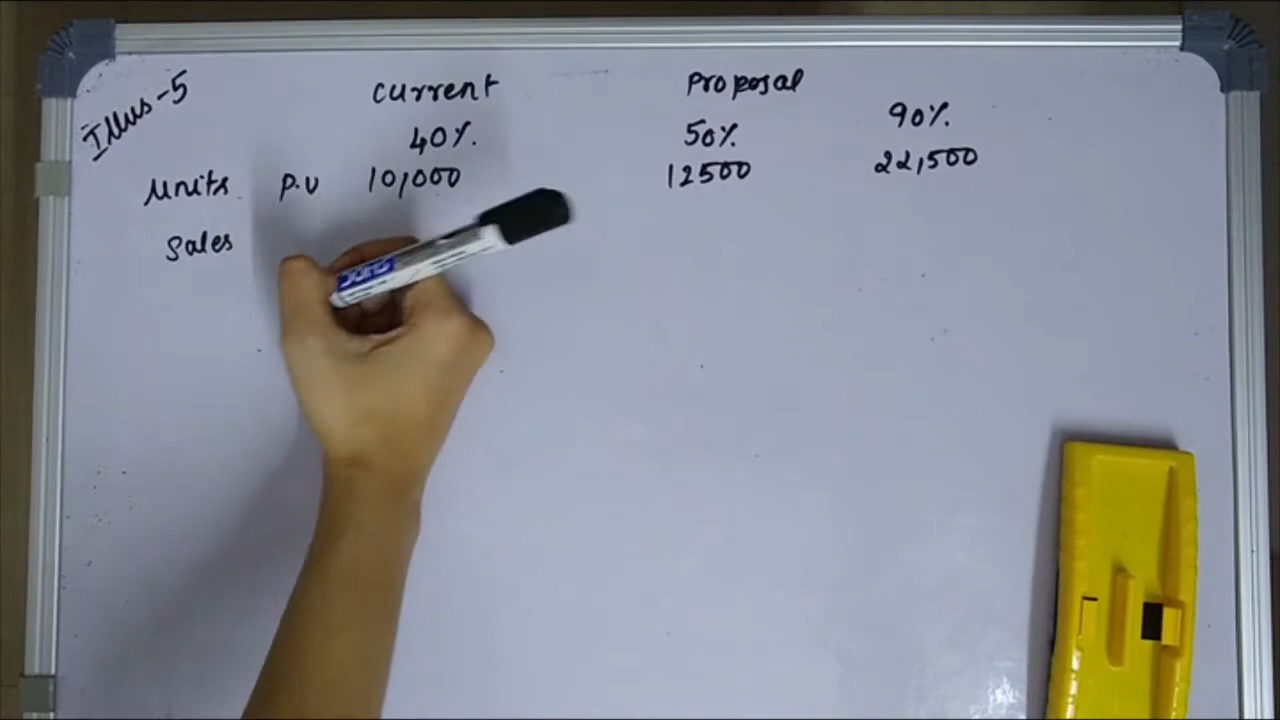 Illus-5
Current Proposal
40% 50% 90%
Units P.U 10,000 12500 22,500
Sales